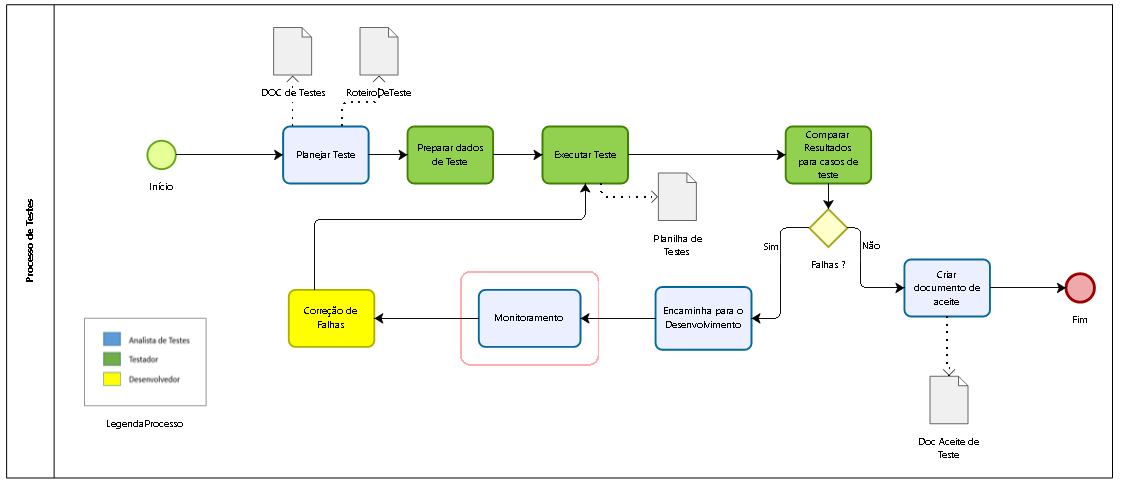 Processo de Testes
DOC de Testes
RoteiroDeTeste
Início
Planejar Teste
Preparar dados
de Teste
Executar Teste
Comparar
Resultados
para casos de
teste
Planilha de
Testes
Falhas ?
Sim
Não
Criar
documento de
aceite
Fim
Encaminha para o
Desenvolvimento
Monitoramento
Correção de
Falhas
Analista de Testes
Testador
Desenvolvedor
LegendaProcesso
Doc Aceite de
Teste